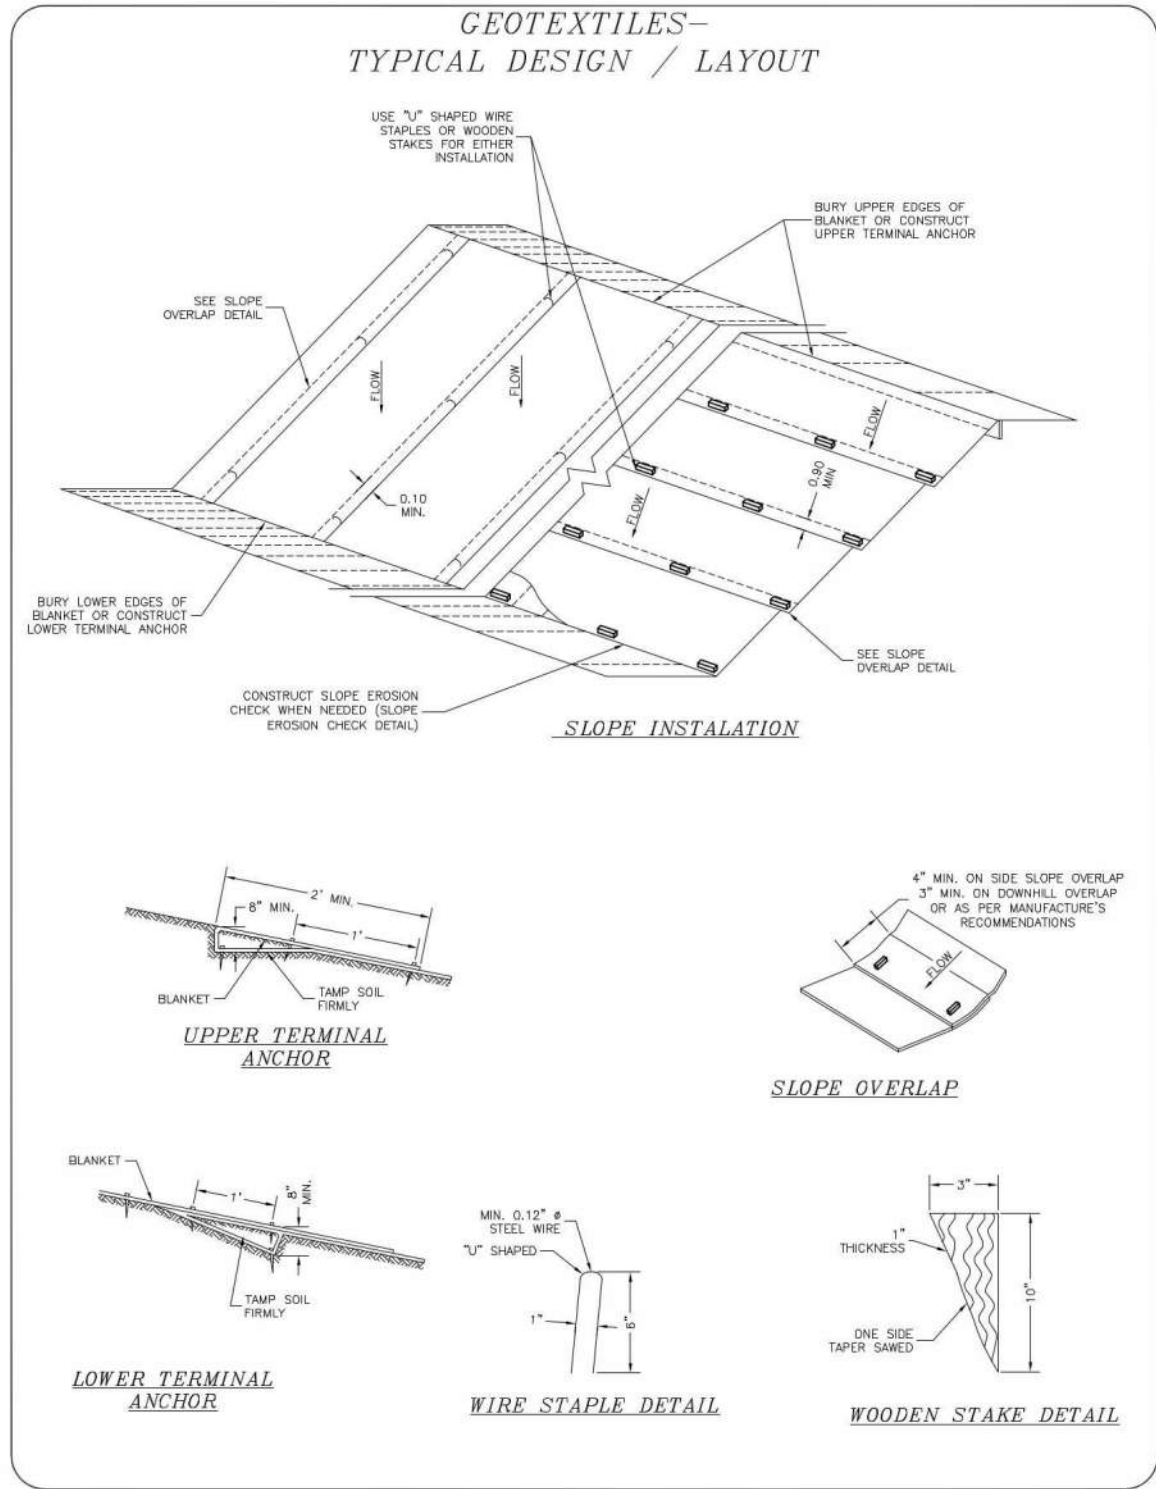 GEOTEXTILES-
TYPICAL DESIGN / LAYOUT
USE "U" SHAPED WIRE
STAPLES OR WOODEN
STAKES FOR EITHER
INSTALLATION
BURY UPPER EDGES OF
BLANKET OR CONSTRUCT
UPPER TERMINAL ANCHOR
SEE SLOPE
OVERLAP DETAIL
FLOW
FLOW
FLOW
0.90
MIN
0.10
MIN.
FLOW
BURY LOWER EDGES OF
BLANKET OR CONSTRUCT
LOWER TERMINAL ANCHOR
SEE SLOPE
OVERLAP DETAIL
CONSTRUCT SLOPE EROSION
CHECK WHEN NEEDED (SLOPE
EROSION CHECK DETAIL)
SLOPE INSTALATION
2' MIN.
8" MIN.
1'
BLANKET
TAMP SOIL
FIRMLY
UPPER TERMINAL
ANCHOR
4" MIN. ON SIDE SLOPE OVERLAP
3" MIN. ON DOWNHILL OVERLAP
OR AS PER MANUFACTURE'S
RECOMMENDATIONS
FLOW
SLOPE OVERLAP
BLANKET
1'
8"
MIN.
TAMP SOIL
FIRMLY
LOWER TERMINAL
ANCHOR
MIN. 0.12" ø
STEEL WIRE
"U" SHAPED
1"
6"
WIRE STAPLE DETAIL
3"
1"
THICKNESS
10"
ONE SIDE
TAPER SAWED
WOODEN STAKE DETAIL